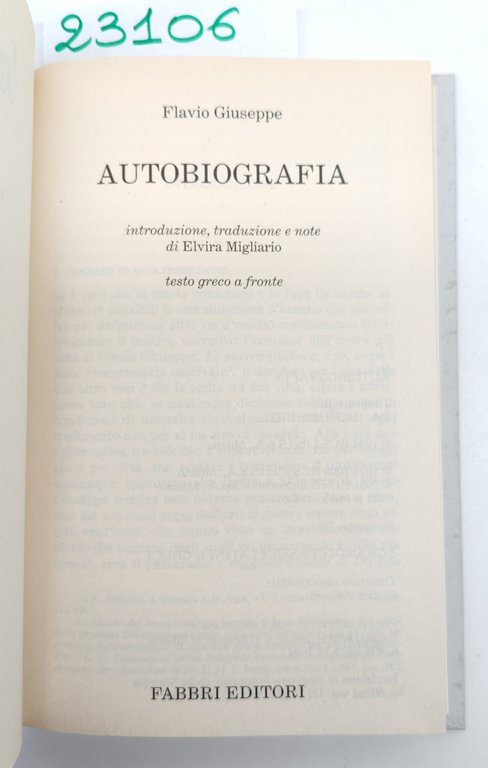 23106
Flavio Giuseppe
AUTOBIOGRAFIA
introduzione, traduzione e note
di Elvira Migliario
testo greco a fronte
FABBRI EDITORI